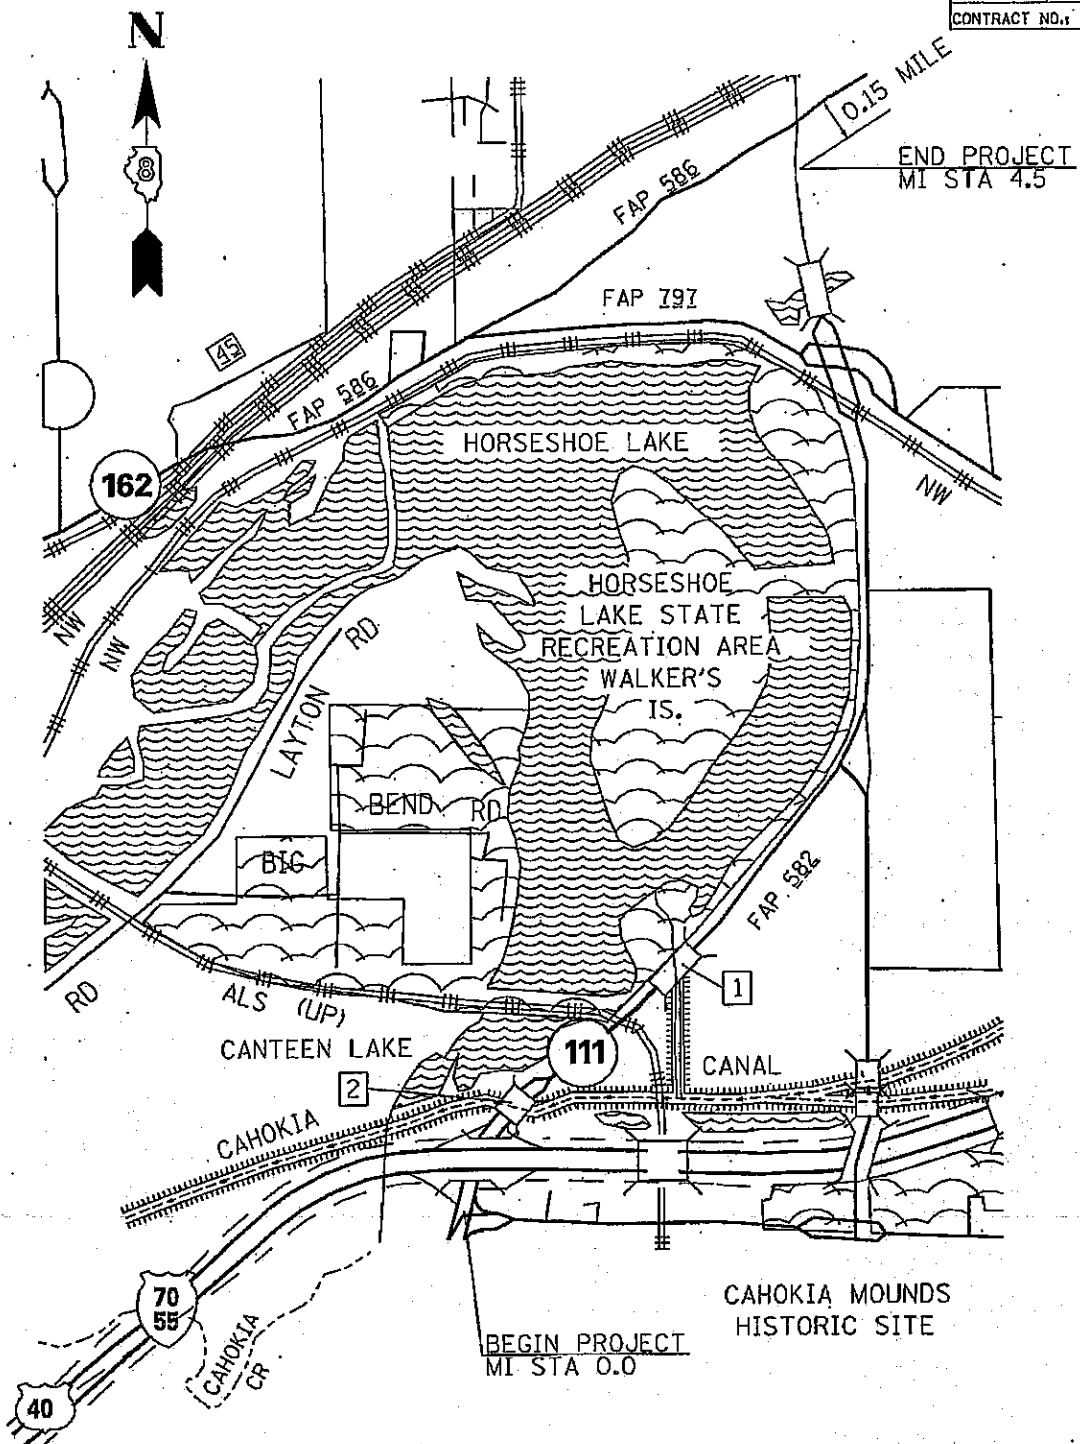 CONTRACT NO.:
N
8
0.15 MILE
END PROJECT
MI STA 4.5
FAP 586
FAP 797
45
FAP 586
HORSESHOE LAKE
162
NW
HORSESHOE
LAKE STATE
RECREATION AREA
WALKER'S
IS.
NW
NW
LAYTON RD
BEND RD
BIG
FAP 582
1
RD
ALS (UP)
CANTEEN LAKE
111
CANAL
2
CAHOKIA
70
55
CAHOKIA
CR
CAHOKIA MOUNDS
HISTORIC SITE
BEGIN PROJECT
MI STA 0.0
40